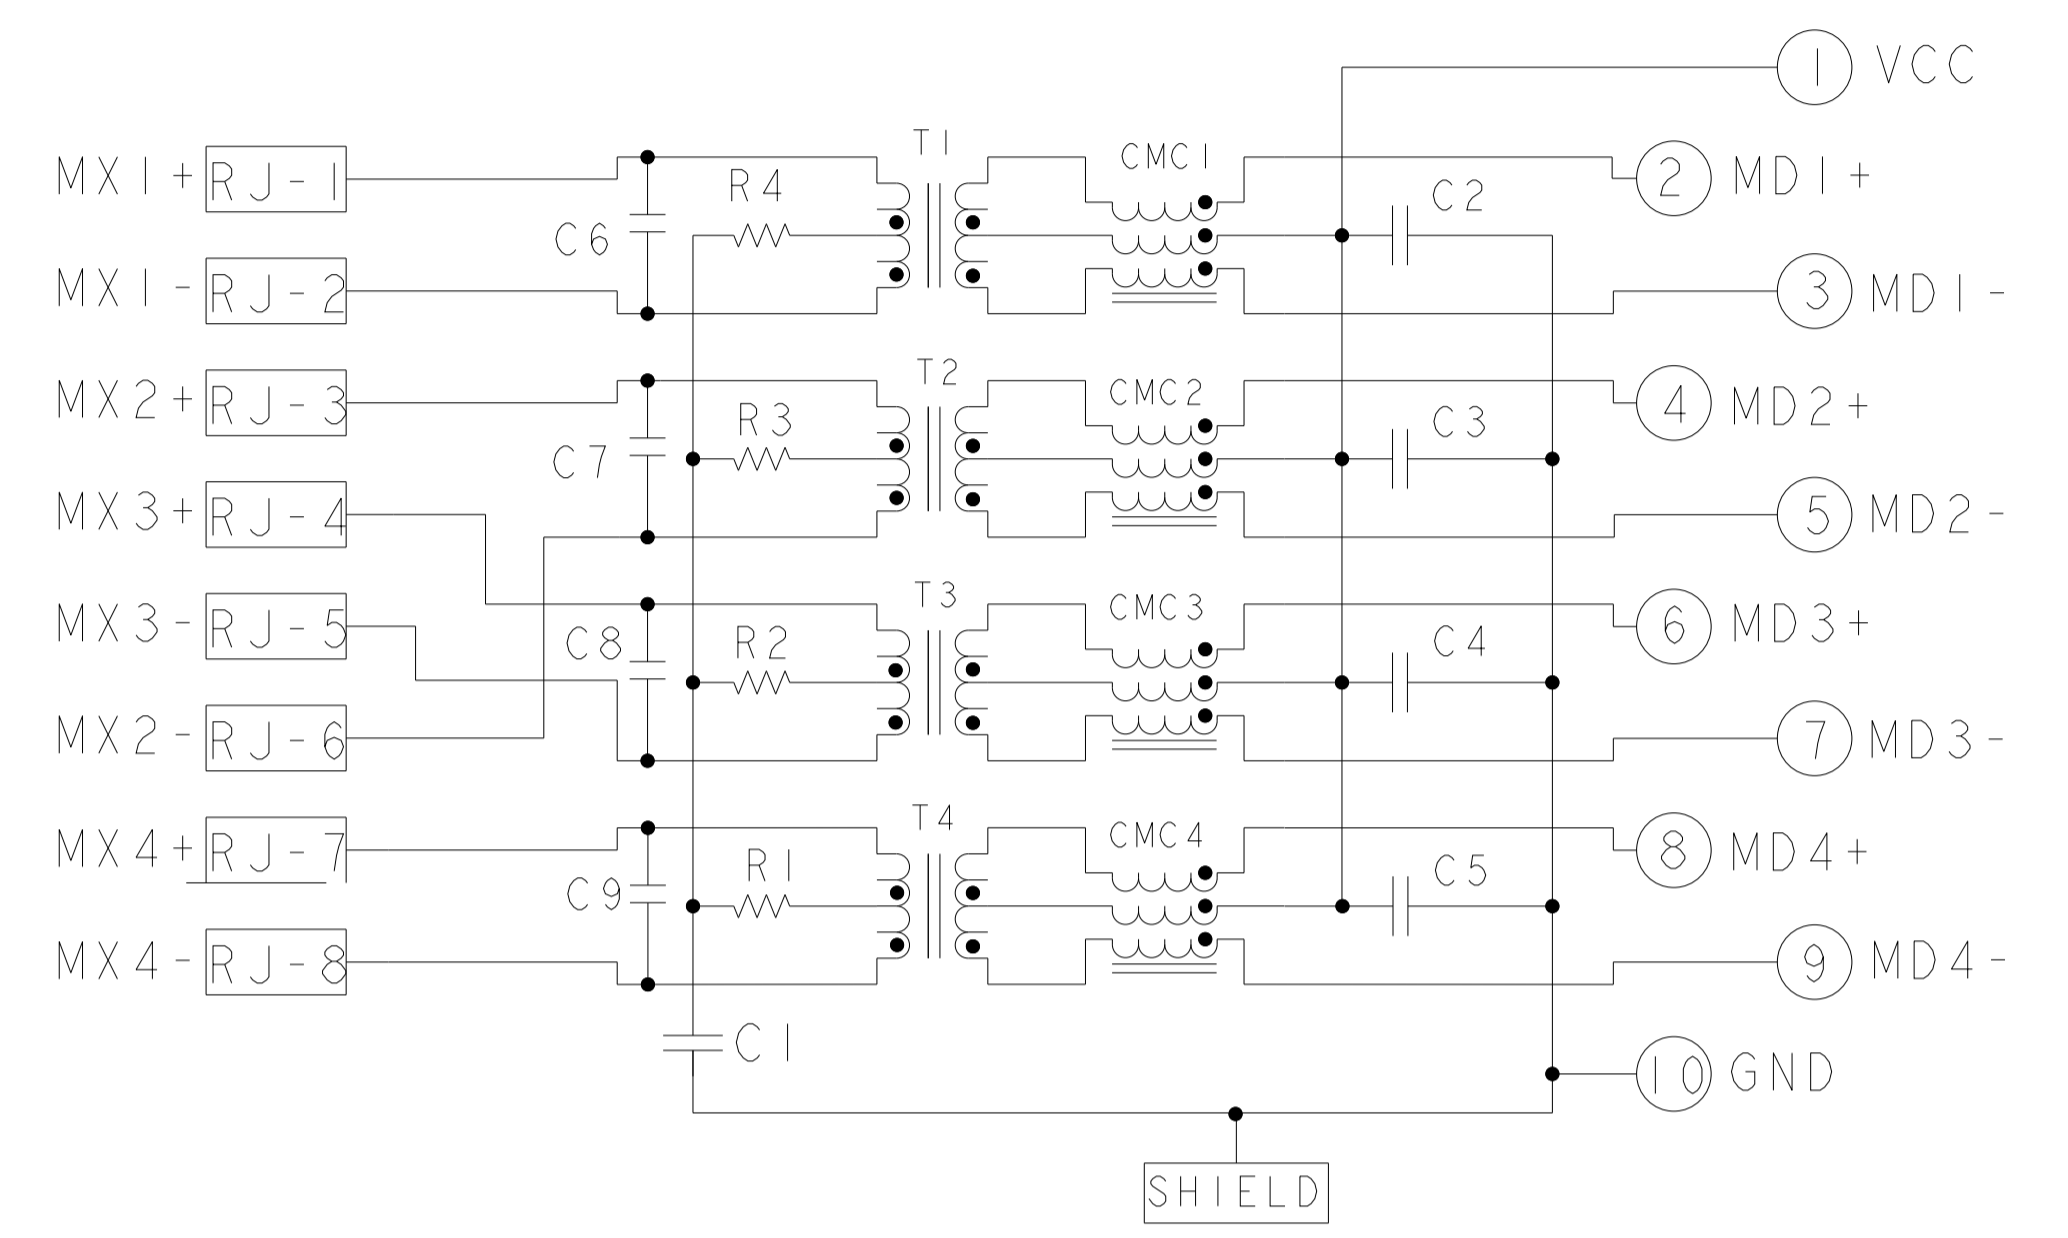 VCC
1
T1
CMC1
MX1+ RJ-1
R4
C2
2 MD1+
C6
MX1- RJ-2
3 MD1-
T2
CMC2
MX2+ RJ-3
R3
C3
4 MD2+
C7
MX3+ RJ-4
5 MD2-
T3
CMC3
MX3- RJ-5
C8
R2
C4
6 MD3+
MX2- RJ-6
7 MD3-
T4
CMC4
MX4+ RJ-7
R1
C5
8 MD4+
C9
MX4- RJ-8
9 MD4-
C1
10 GND
SHIELD